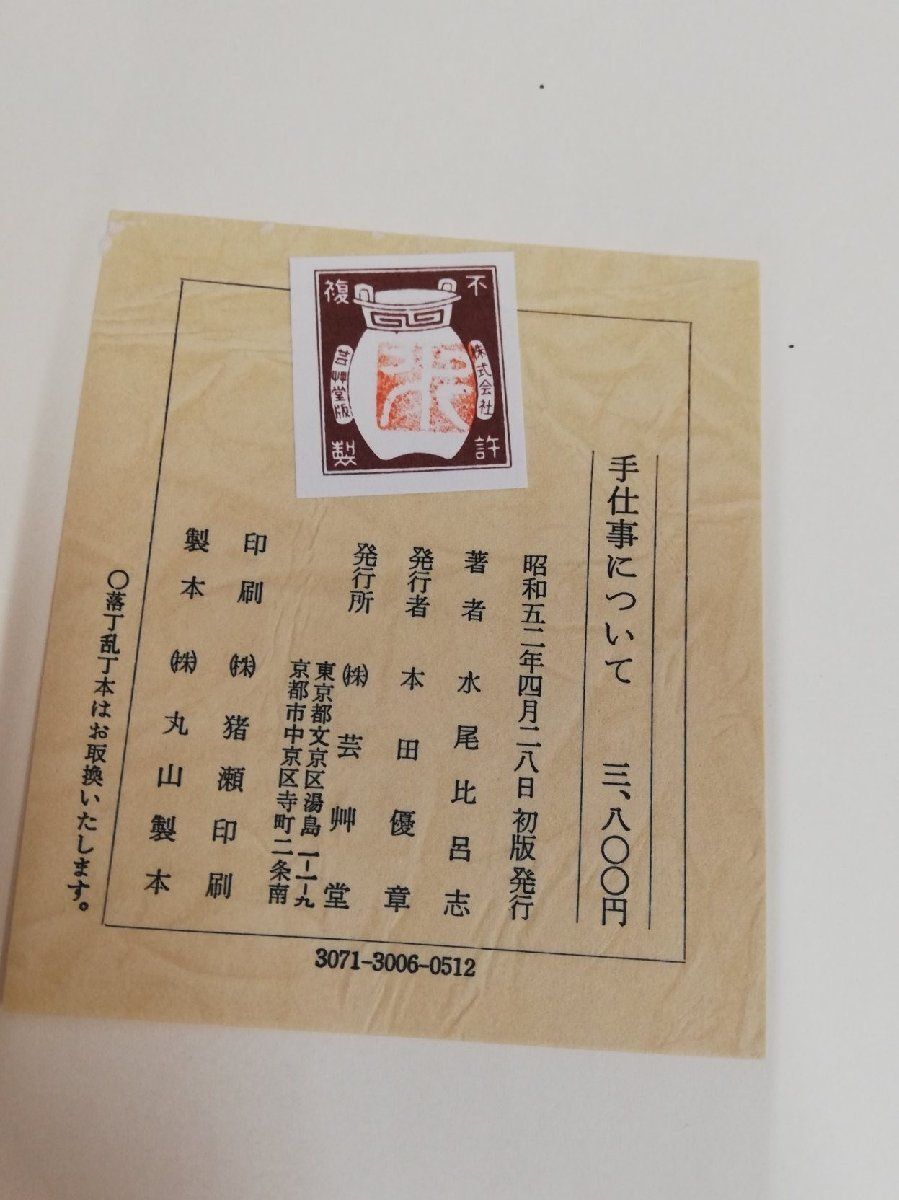 不許
複製
株式会社
芸艸堂版
手仕事について 三、八〇〇円
昭和五二年四月二八日 初版発行
著者 水尾比呂志
発行者 本田優章
発行所 ㈱芸艸堂
東京都文京区湯島一ー一ー九
京都市中京区寺町二条南
印刷 ㈱猪瀬印刷
製本 ㈱丸山製本
〇落丁乱丁本はお取換いたします。
3071-3006-0512